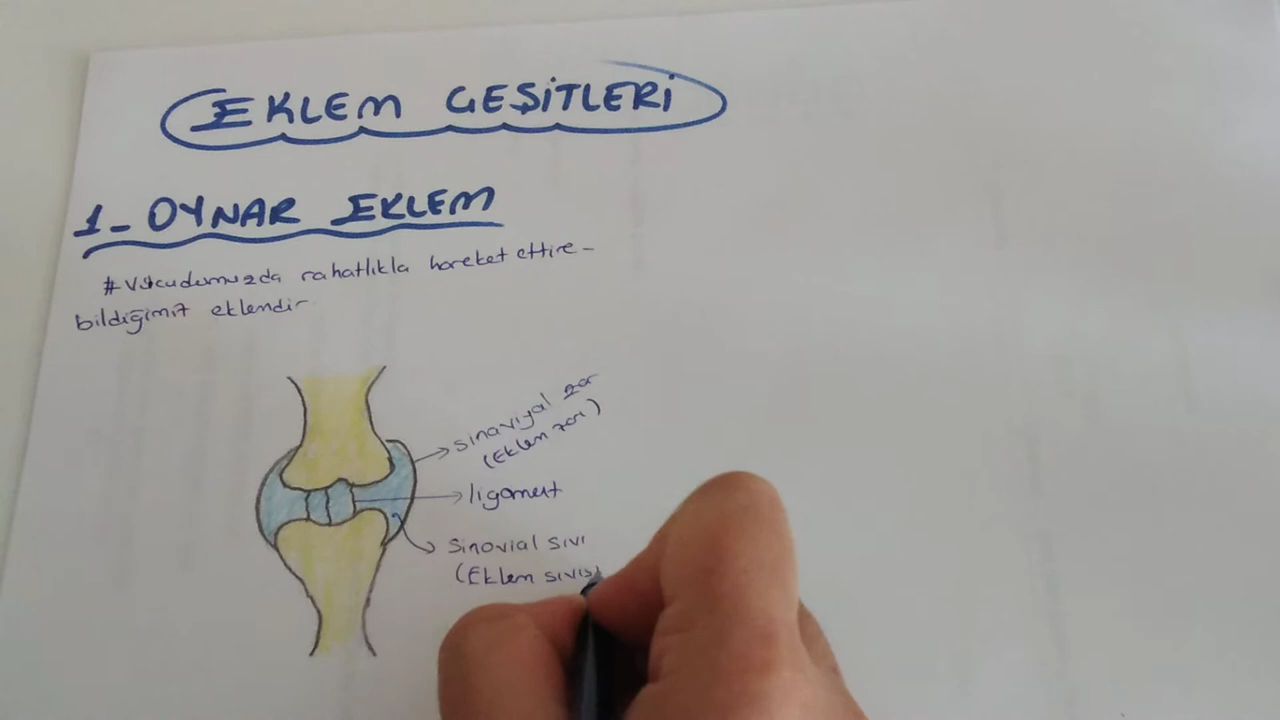 EKLEM ÇEŞİTLERİ
1- OYNAR EKLEM
# Vücudumuzda rahatlıkla hareket ettire-
bildiğimiz eklemdir
sinaviyal zar
(Eklem zarı)
ligament
Sinovial sıvı
(Eklem sıvısı)